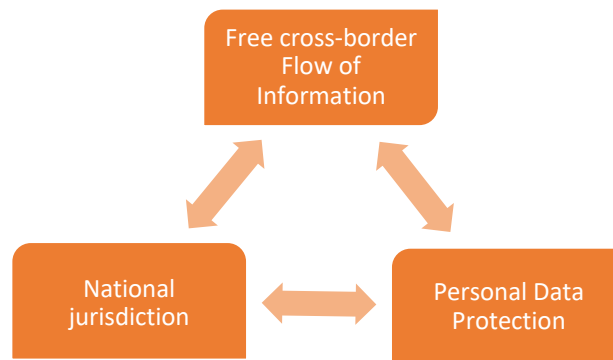 Free cross-border
Flow of
Information
National
jurisdiction
Personal Data
Protection